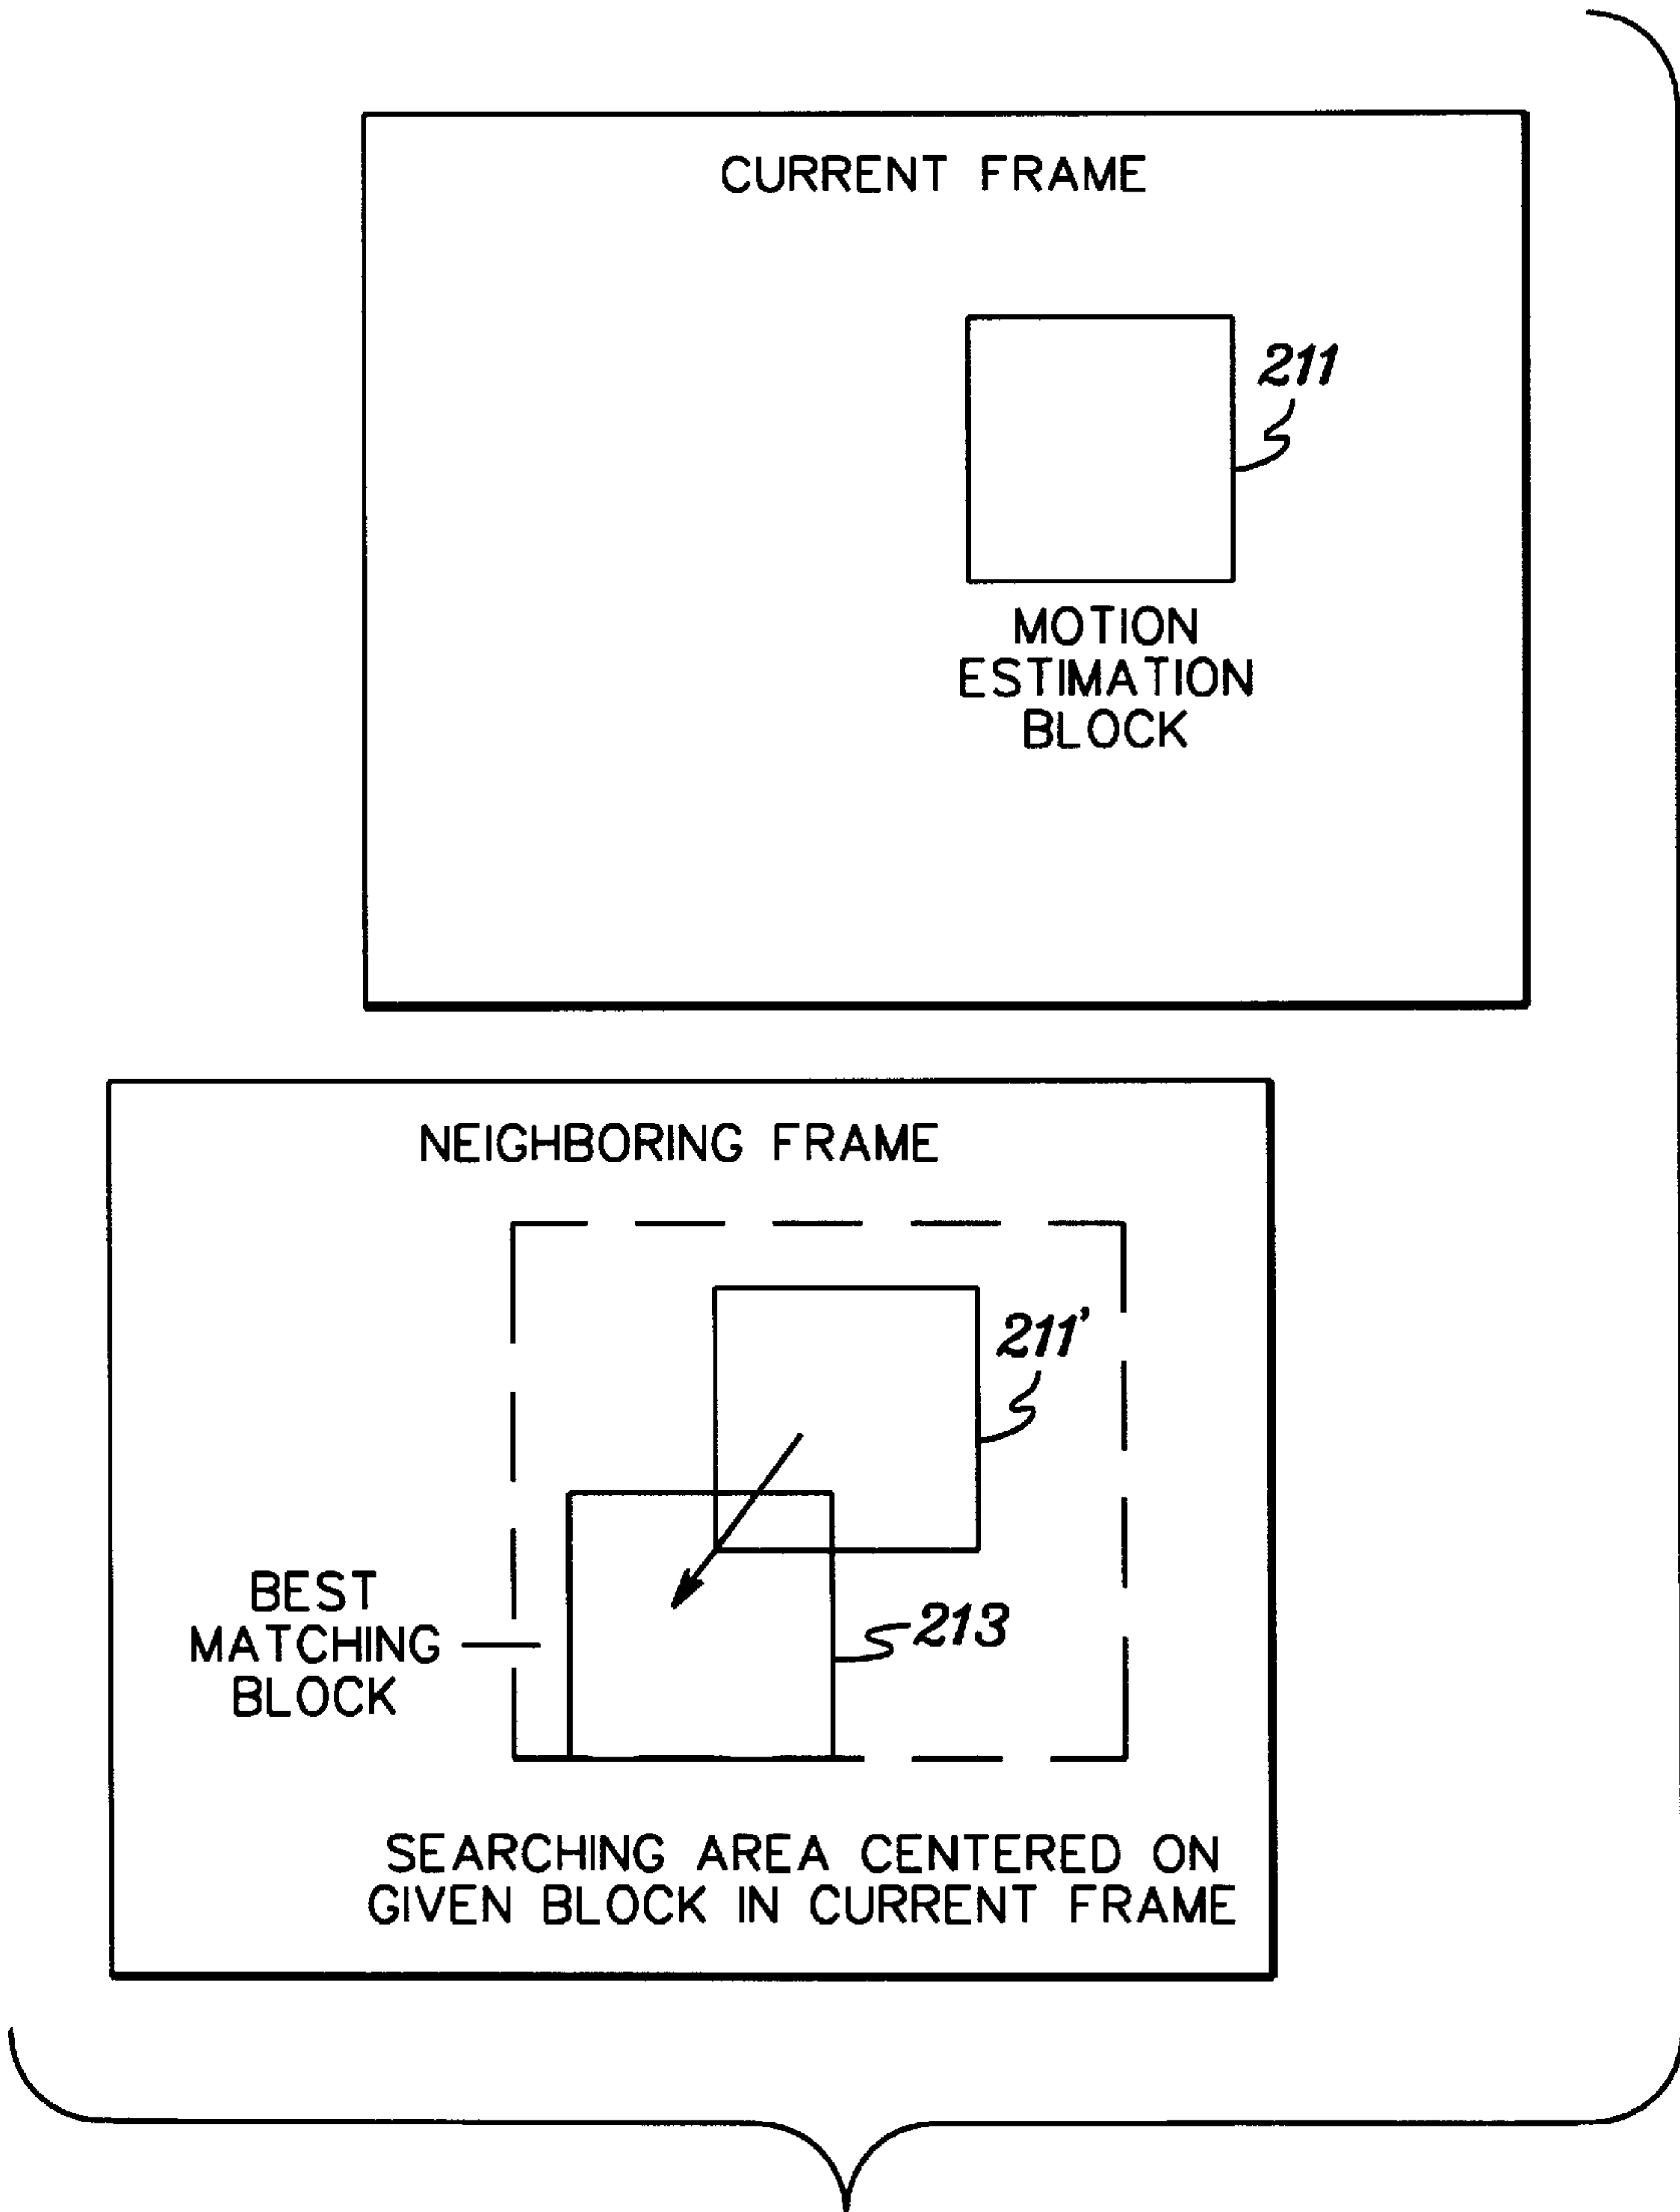 CURRENT FRAME
211
MOTION
ESTIMATION
BLOCK
NEIGHBORING FRAME
211'
BEST
MATCHING
BLOCK
213
SEARCHING AREA CENTERED ON
GIVEN BLOCK IN CURRENT FRAME